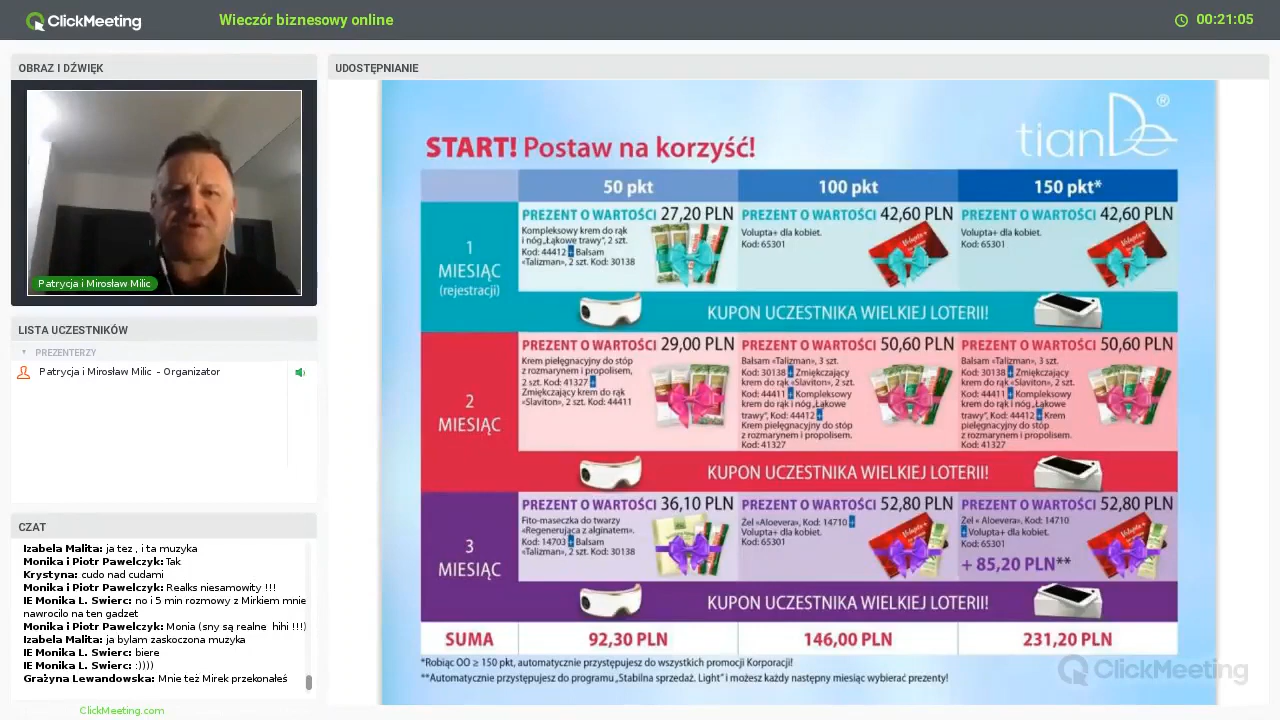 ClickMeeting
Wieczór biznesowy online
00:21:05
OBRAZ I DŹWIĘK
Patrycja i Mirosław Milic
LISTA UCZESTNIKÓW
PREZENTERZY
Patrycja i Mirosław Milic - Organizator
CZAT
Izabela Malita: ja tez , i ta muzyka
Monika i Piotr Pawelczyk: Tak
Krystyna: cudo nad cudami
Monika i Piotr Pawelczyk: Realks niesamowity !!!
IE Monika L. Swierc: no i 5 min rozmowy z Mirkiem mnie
nawrocilo na ten gadzet
Monika i Piotr Pawelczyk: Monia (sny są realne hihi !!!)
Izabela Malita: ja bylam zaskoczona muzyka
IE Monika L. Swierc: biere
IE Monika L. Swierc: :))))
Grażyna Lewandowska: Mnie też Mirek przekonałeś
ClickMeeting.com
UDOSTĘPNIANIE
tianDe®
START! Postaw na korzyść!
50 pkt
100 pkt
150 pkt*
1
MIESIĄC
(rejestracji)
PREZENT O WARTOŚCI 27,20 PLN
Kompleksowy krem do rąk
i nóg„Łąkowe trawy”, 2 szt.
Kod: 44412 + Balsam
«Talizman», 2 szt. Kod: 30138
PREZENT O WARTOŚCI 42,60 PLN
Volupta+ dla kobiet.
Kod: 65301
PREZENT O WARTOŚCI 42,60 PLN
Volupta+ dla kobiet.
Kod: 65301
KUPON UCZESTNIKA WIELKIEJ LOTERII!
2
MIESIĄC
PREZENT O WARTOŚCI 29,00 PLN
Krem pielęgnacyjny do stóp
z rozmarynem i propolisem,
2 szt. Kod: 41327 +
Zmiękczający krem do rąk
«Slaviton», 2 szt. Kod: 44411
PREZENT O WARTOŚCI 50,60 PLN
Balsam «Talizman», 3 szt.
Kod: 30138 + Zmiękczający
krem do rąk «Slaviton», 2 szt.
Kod: 44411 + Kompleksowy
krem do rąk i nóg „Łąkowe
trawy”, Kod: 44412 +
Krem pielęgnacyjny do stóp
z rozmarynem i propolisem.
Kod: 41327
PREZENT O WARTOŚCI 50,60 PLN
Balsam «Talizman», 3 szt.
Kod: 30138 + Zmiękczający
krem do rąk «Slaviton», 2 szt.
Kod: 44411 + Kompleksowy
krem do rąk i nóg „Łąkowe
trawy”, Kod: 44412 + Krem
pielęgnacyjny do stóp
z rozmarynem i propolisem.
Kod: 41327
KUPON UCZESTNIKA WIELKIEJ LOTERII!
3
MIESIĄC
PREZENT O WARTOŚCI 36,10 PLN
Fito-maseczka do twarzy
«Regenerująca z alginatem».
Kod: 14703 + Balsam
«Talizman», 2 szt. Kod: 30138
PREZENT O WARTOŚCI 52,80 PLN
Żel «Aloevera», Kod: 14710 +
Volupta+ dla kobiet.
Kod: 65301
PREZENT O WARTOŚCI 52,80 PLN
Żel « Aloevera», Kod: 14710
+ Volupta+ dla kobiet.
Kod: 65301
+ 85,20 PLN**
KUPON UCZESTNIKA WIELKIEJ LOTERII!
SUMA
92,30 PLN
146,00 PLN
231,20 PLN
*Robiąc OO ≥ 150 pkt, automatycznie przystępujesz do wszystkich promocji Korporacji!
**Automatycznie przystępujesz do programu „Stabilna sprzedaż. Light” i możesz każdy następny miesiąc wybierać prezenty!
ClickMeeting